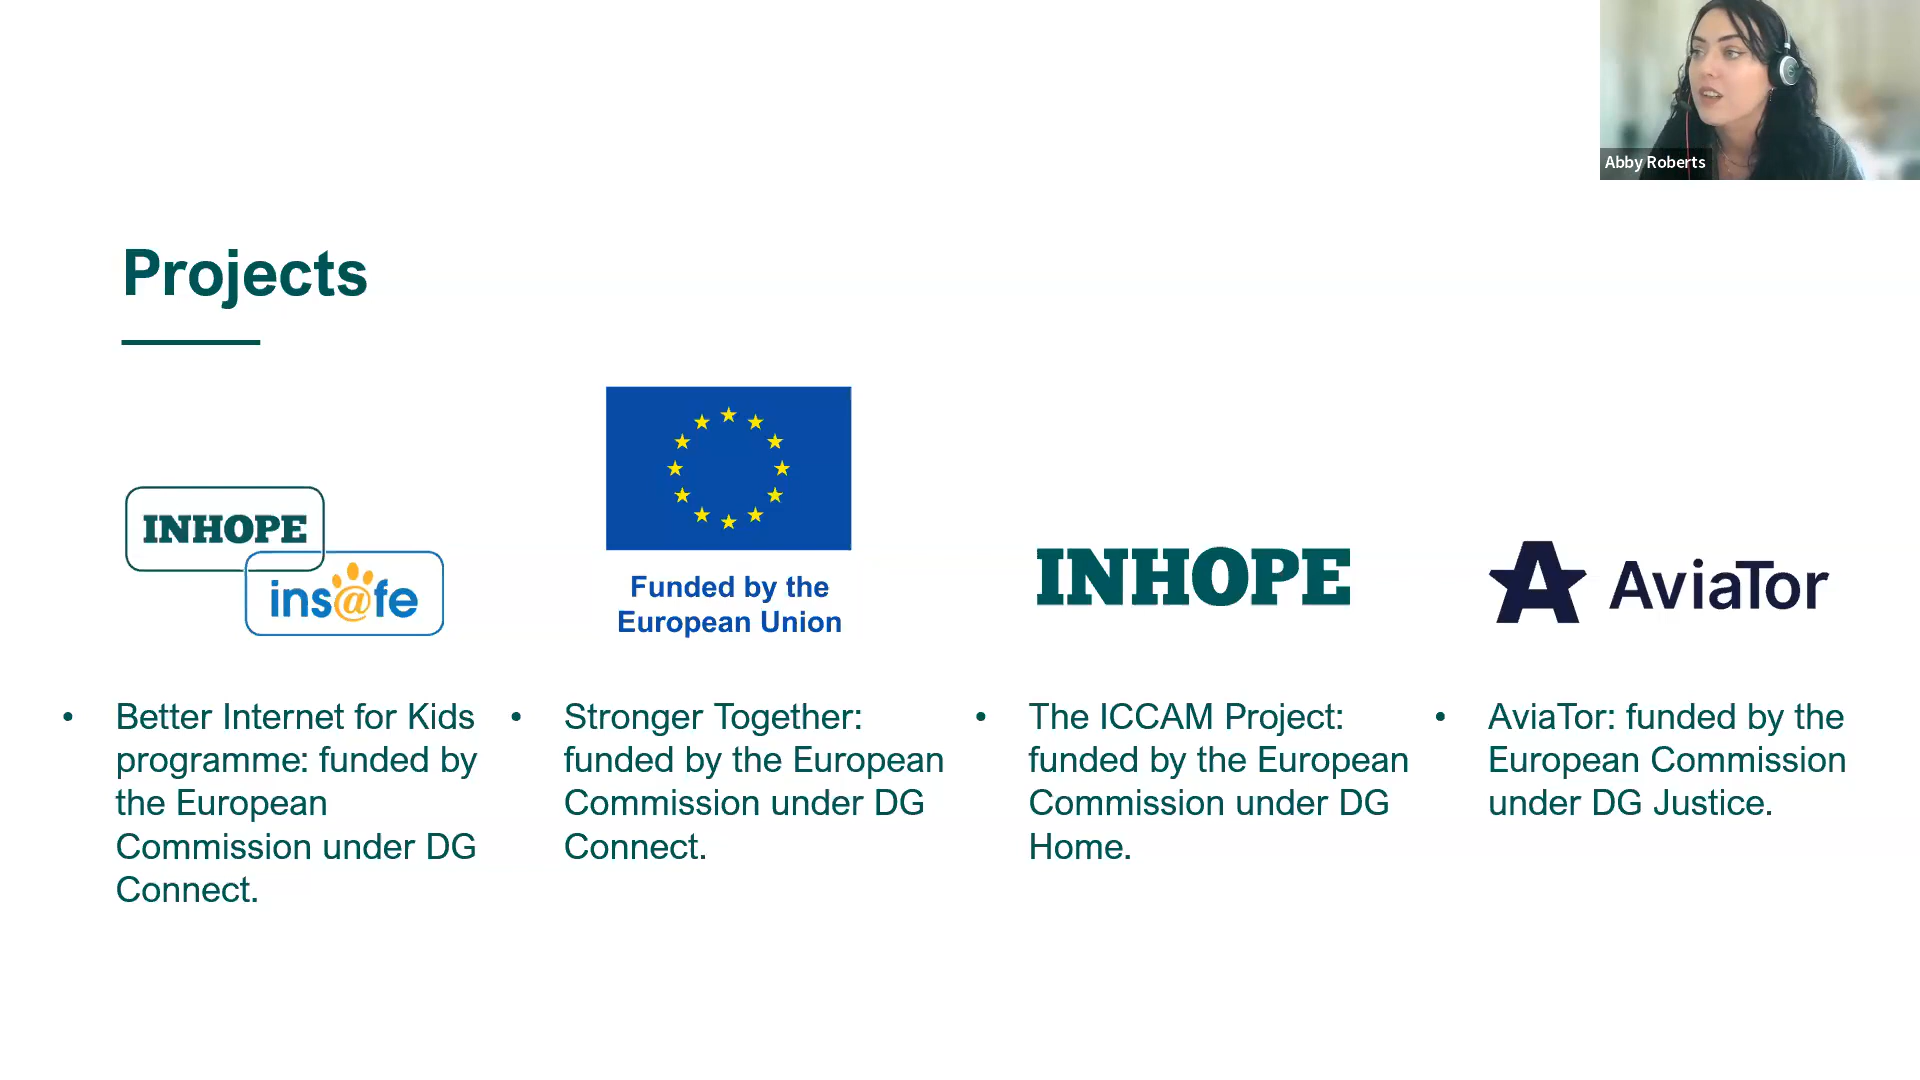 Abby Roberts
Projects
INHOPE
ins@fe
Funded by the
European Union
INHOPE
AviaTor
• Better Internet for Kids
programme: funded by
the European
Commission under DG
Connect.
• Stronger Together:
funded by the European
Commission under DG
Connect.
• The ICCAM Project:
funded by the European
Commission under DG
Home.
• AviaTor: funded by the
European Commission
under DG Justice.